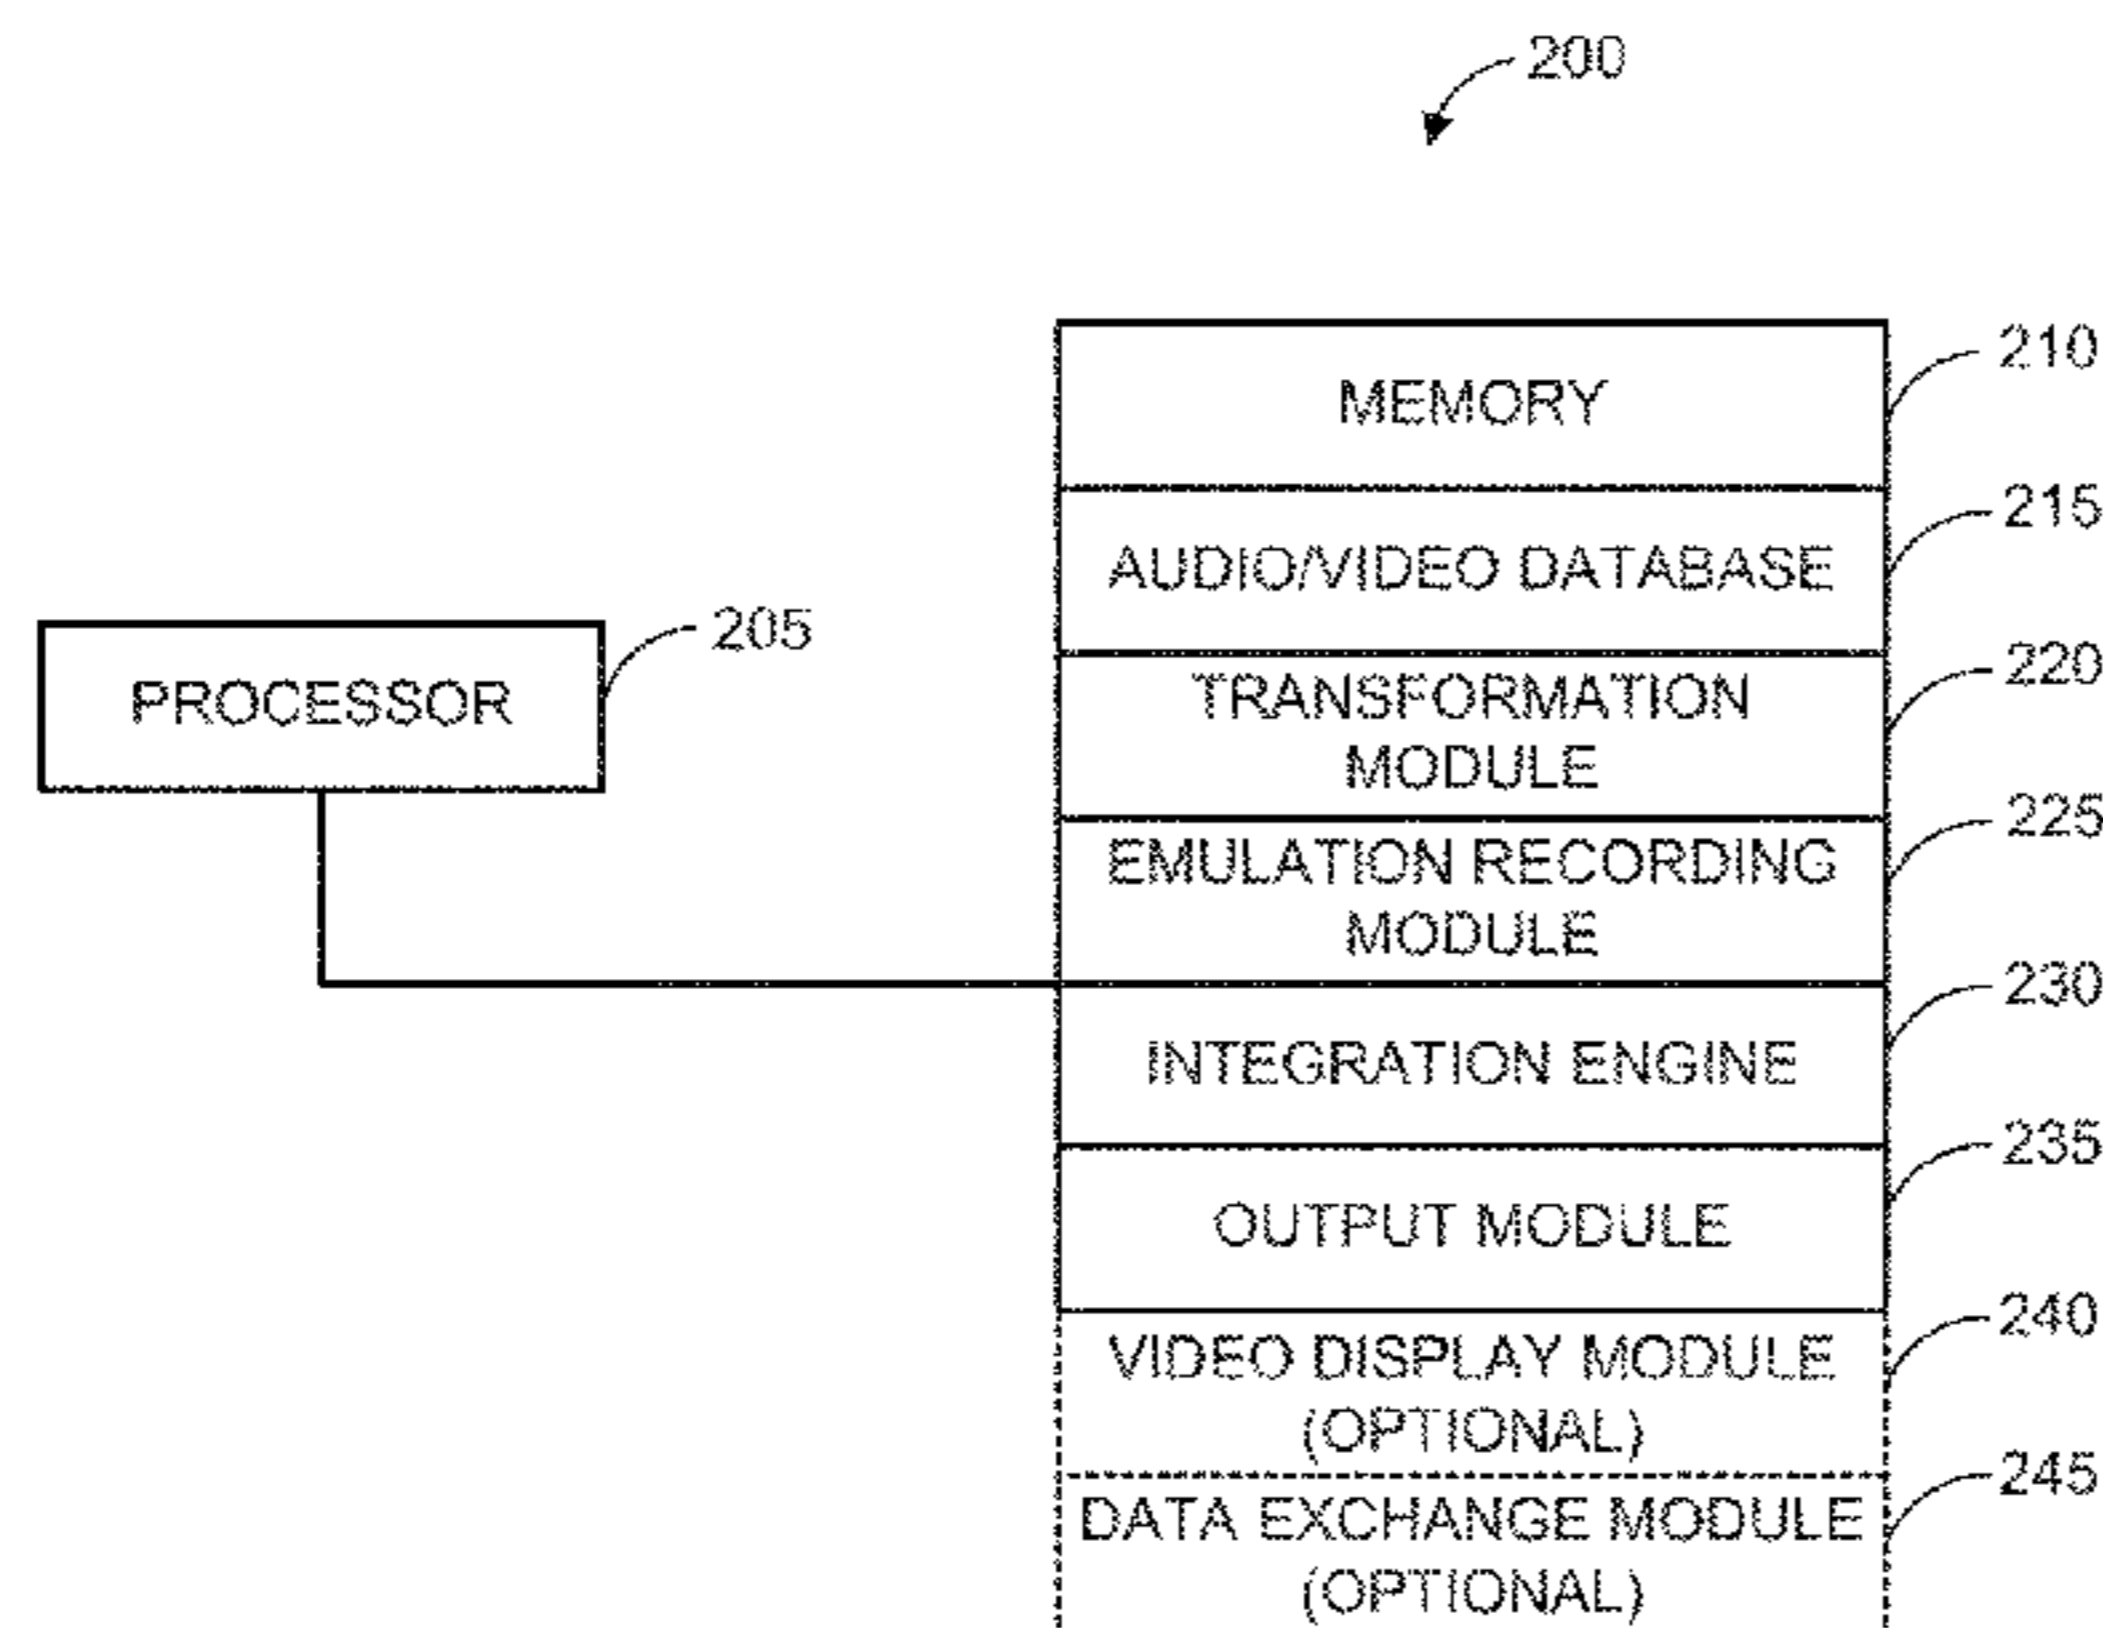 200
MEMORY
210
AUDIO/VIDEO DATABASE
215
PROCESSOR
205
TRANSFORMATION
MODULE
220
EMULATION RECORDING
MODULE
225
INTEGRATION ENGINE
230
OUTPUT MODULE
235
VIDEO DISPLAY MODULE
(OPTIONAL)
240
DATA EXCHANGE MODULE
(OPTIONAL)
245